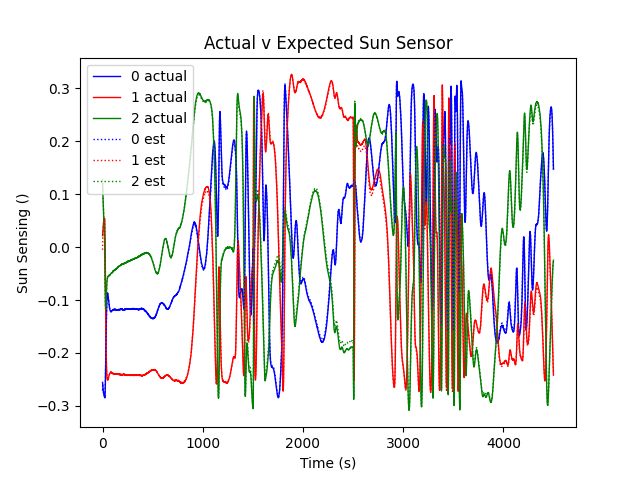 Actual v Expected Sun Sensor
0 actual
1 actual
2 actual
0 est
1 est
2 est
0.3
0.2
0.1
0.0
−0.1
−0.2
−0.3
Sun Sensing ()
0
1000
2000
3000
4000
Time (s)